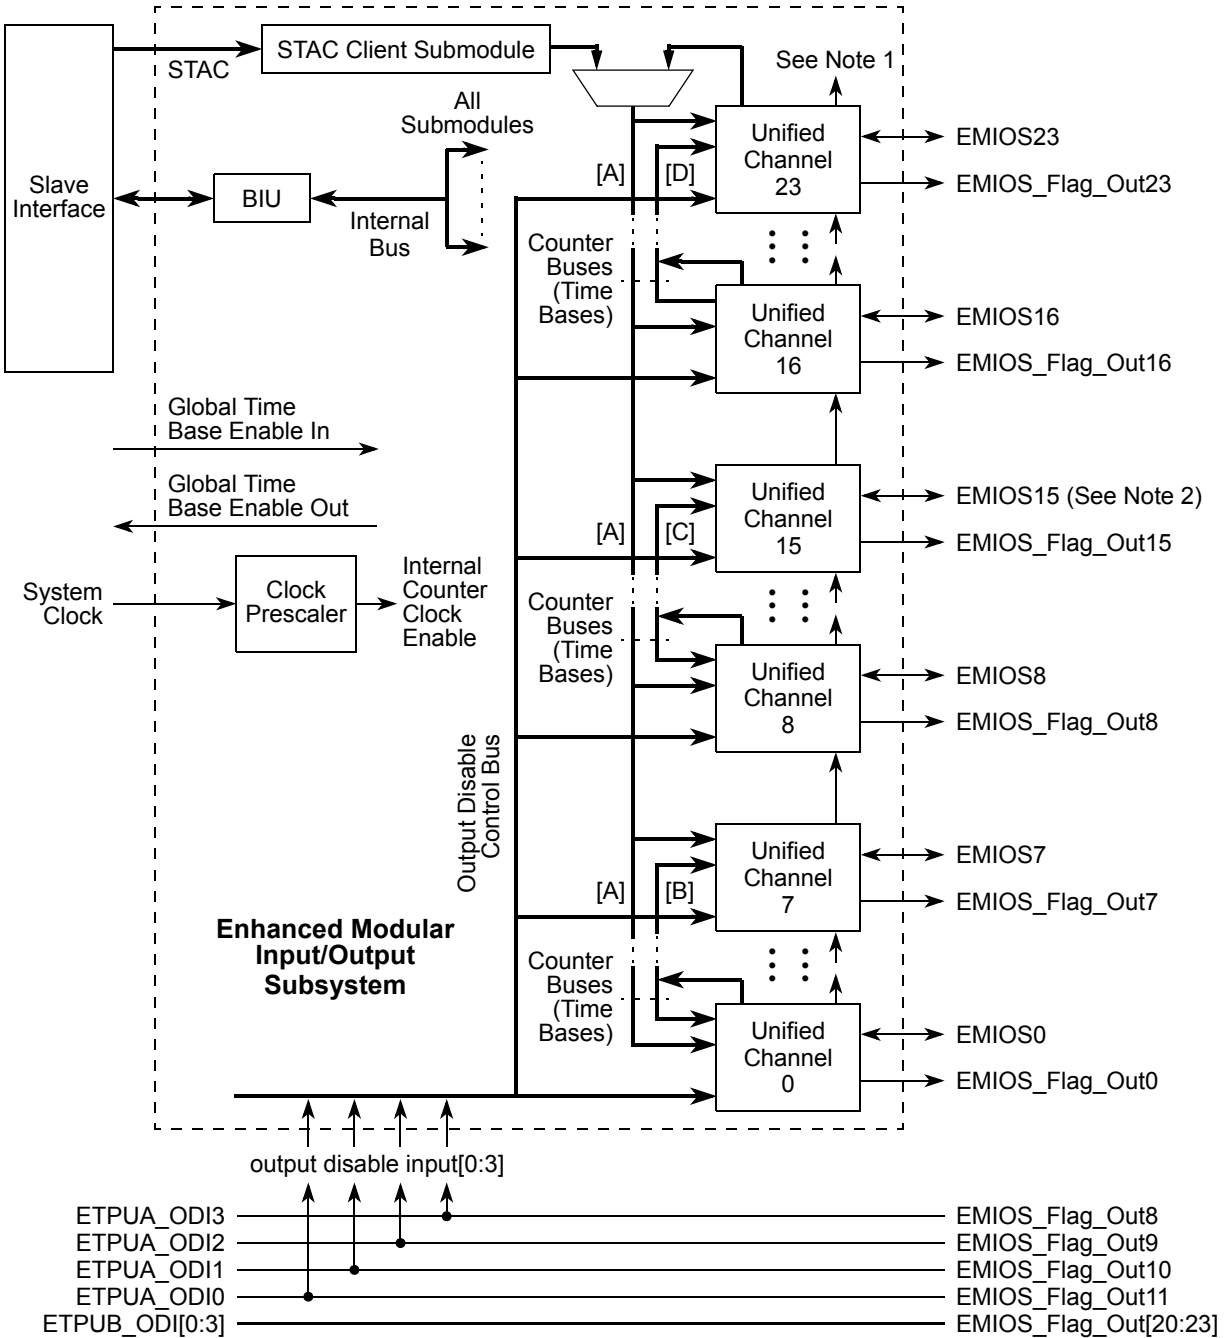 STAC Client Submodule
See Note 1
STAC
All
Submodules
Unified
Channel
23
EMIOS23
EMIOS_Flag_Out23
[A]
[D]
Slave
Interface
BIU
Internal
Bus
Counter
Buses
(Time
Bases)
Unified
Channel
16
EMIOS16
EMIOS_Flag_Out16
Global Time
Base Enable In
Global Time
Base Enable Out
Unified
Channel
15
EMIOS15 (See Note 2)
EMIOS_Flag_Out15
[A]
[C]
System
Clock
Clock
Prescaler
Internal
Counter
Clock
Enable
Counter
Buses
(Time
Bases)
Unified
Channel
8
EMIOS8
EMIOS_Flag_Out8
Output Disable
Control Bus
Unified
Channel
7
EMIOS7
EMIOS_Flag_Out7
[A]
[B]
Enhanced Modular
Input/Output
Subsystem
Counter
Buses
(Time
Bases)
Unified
Channel
0
EMIOS0
EMIOS_Flag_Out0
output disable input[0:3]
ETPUA_ODI3
EMIOS_Flag_Out8
ETPUA_ODI2
EMIOS_Flag_Out9
ETPUA_ODI1
EMIOS_Flag_Out10
ETPUA_ODI0
EMIOS_Flag_Out11
ETPUB_ODI[0:3]
EMIOS_Flag_Out[20:23]